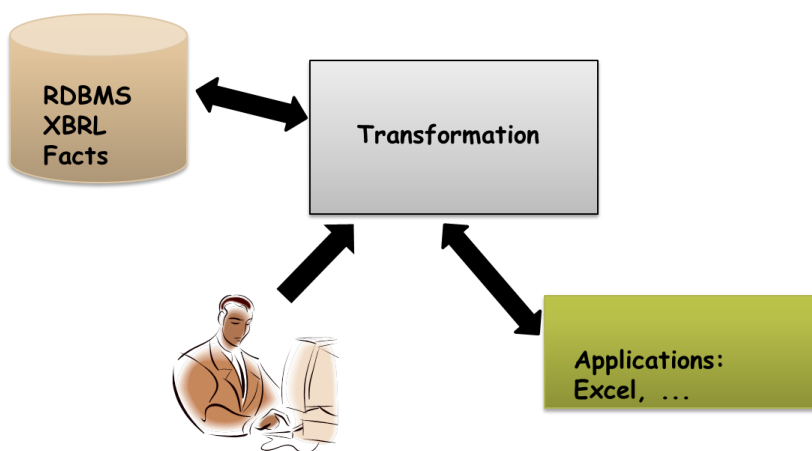 RDBMS
XBRL
Facts
Transformation
Applications:
Excel, ...